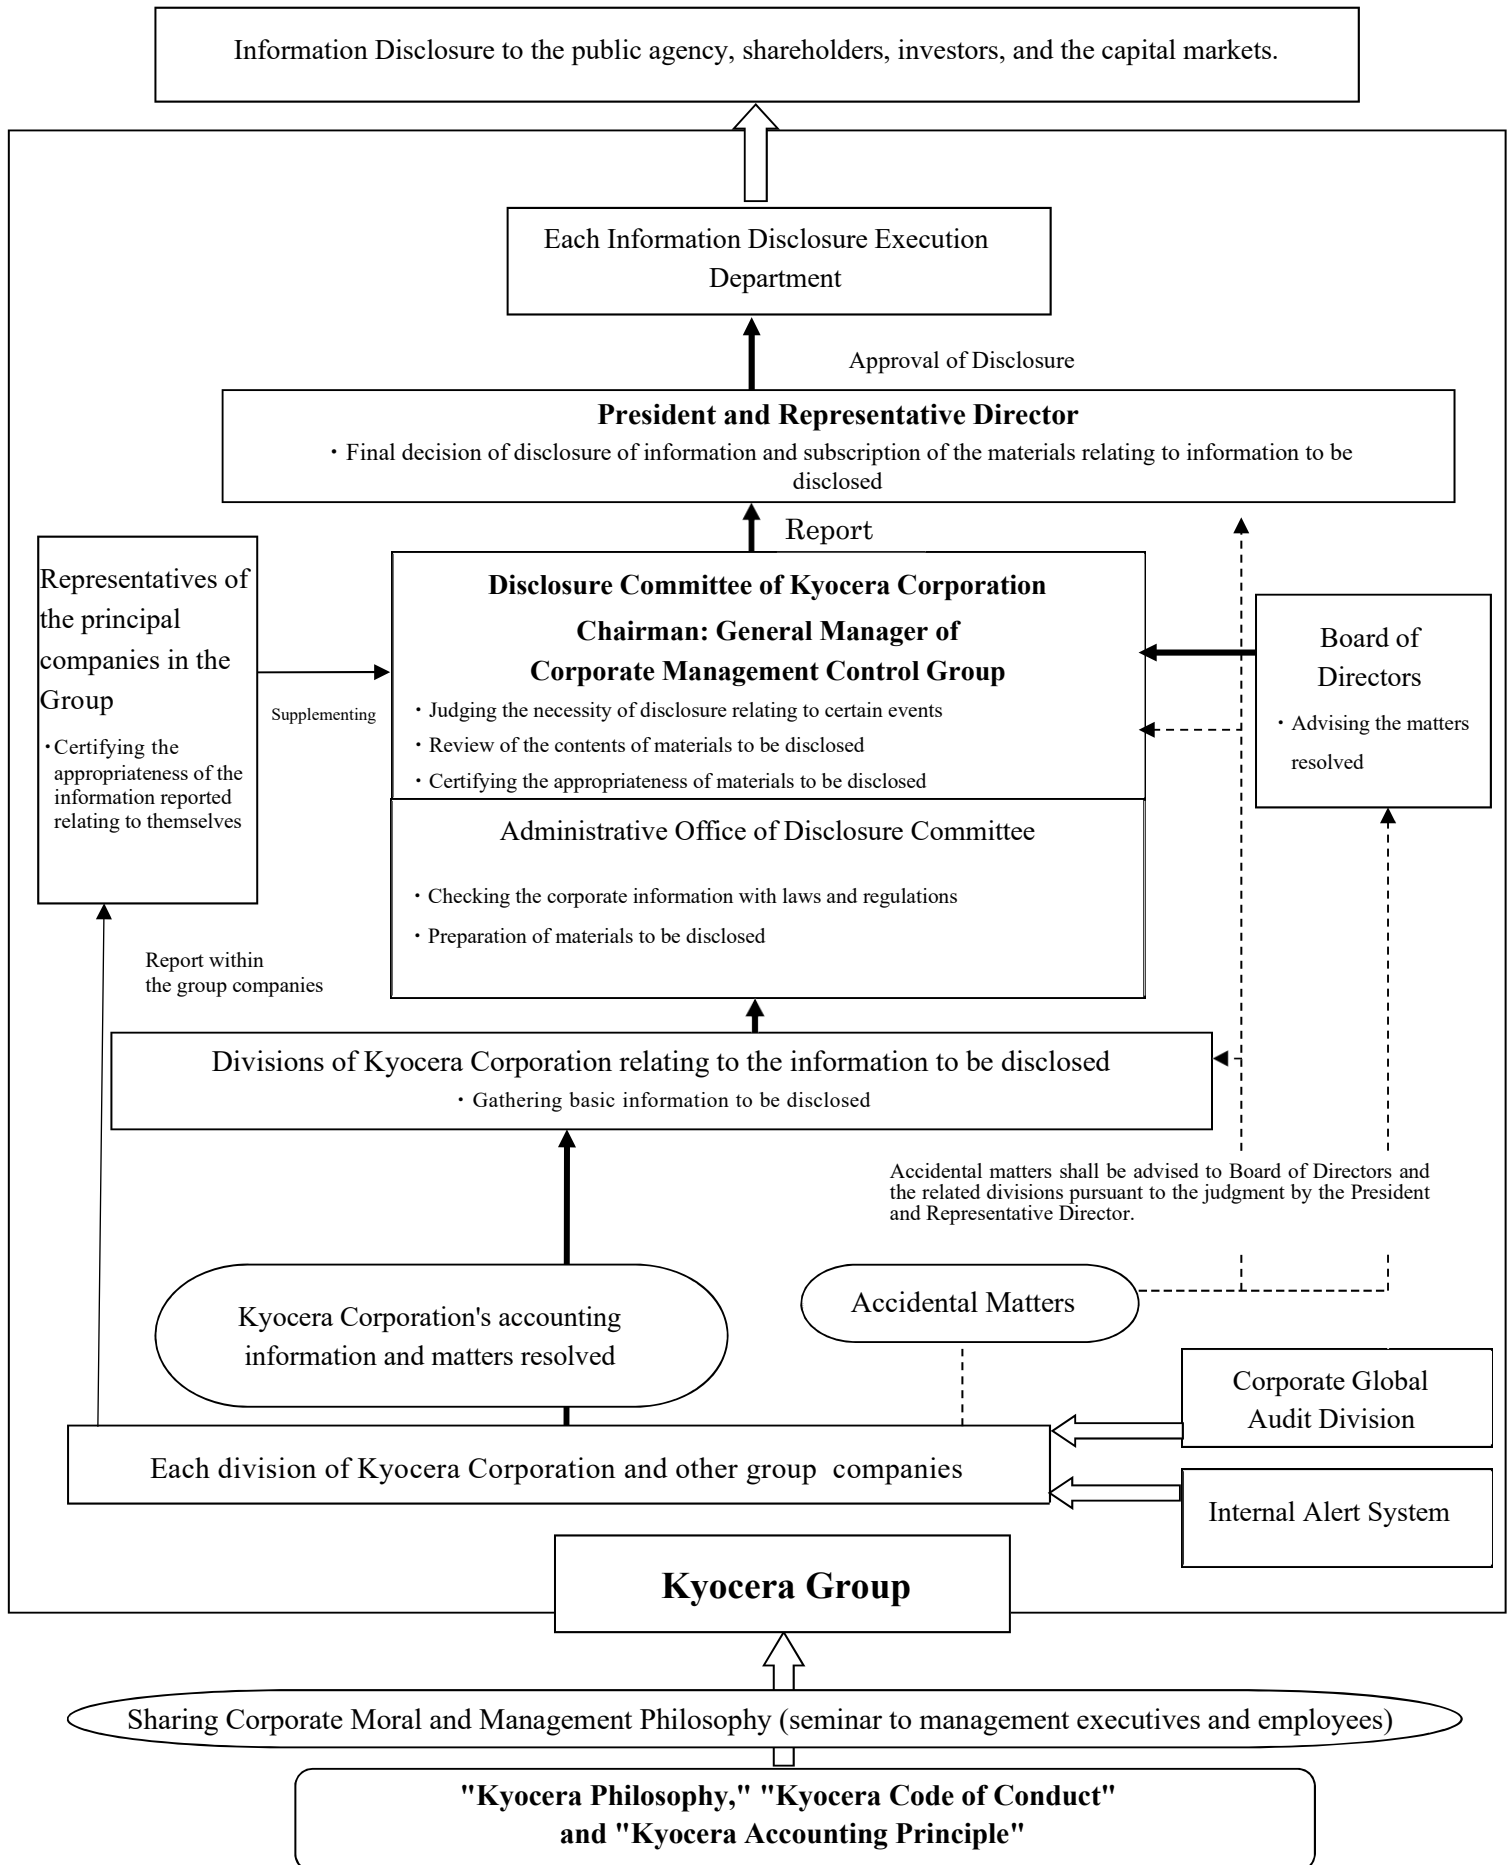 Information Disclosure to the public agency, shareholders, investors, and the capital markets.
Each Information Disclosure Execution
Department
Approval of Disclosure
President and Representative Director
・Final decision of disclosure of information and subscription of the materials relating to information to be
disclosed
Report
Representatives of
the principal
companies in the
Group
・Certifying the
appropriateness of the
information reported
relating to themselves
Supplementing
Disclosure Committee of Kyocera Corporation
Chairman: General Manager of
Corporate Management Control Group
・Judging the necessity of disclosure relating to certain events
・Review of the contents of materials to be disclosed
・Certifying the appropriateness of materials to be disclosed
Board of
Directors
・Advising the matters
resolved
Administrative Office of Disclosure Committee
・Checking the corporate information with laws and regulations
・Preparation of materials to be disclosed
Report within
the group companies
Divisions of Kyocera Corporation relating to the information to be disclosed
・Gathering basic information to be disclosed
Accidental matters shall be advised to Board of Directors and
the related divisions pursuant to the judgment by the President
and Representative Director.
Kyocera Corporation's accounting
information and matters resolved
Accidental Matters
Corporate Global
Audit Division
Each division of Kyocera Corporation and other group companies
Internal Alert System
Kyocera Group
Sharing Corporate Moral and Management Philosophy (seminar to management executives and employees)
"Kyocera Philosophy," "Kyocera Code of Conduct"
and "Kyocera Accounting Principle"